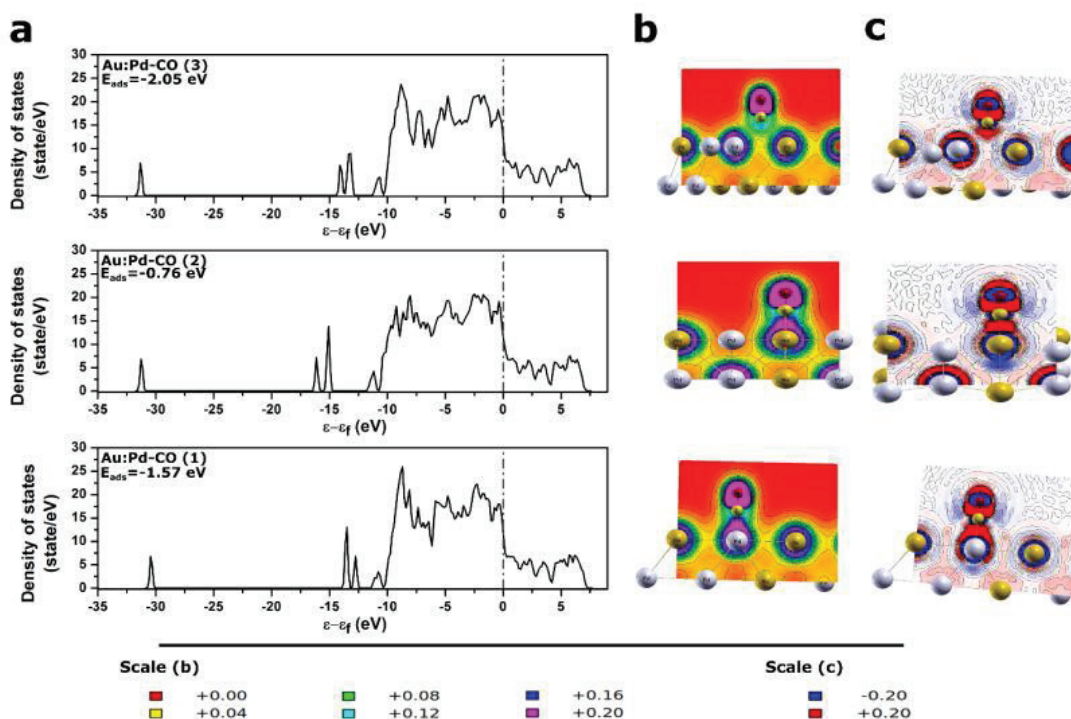 a
b
c
Au:Pd-CO (3)
Eads=-2.05 eV
Density of states
(state/eV)
30
25
20
15
10
5
0
-35 -30 -25 -20 -15 -10 -5 0 5
ε-εf (eV)
Au:Pd-CO (2)
Eads=-0.76 eV
Density of states
(state/eV)
30
25
20
15
10
5
0
-35 -30 -25 -20 -15 -10 -5 0 5
ε-εf (eV)
Au:Pd-CO (1)
Eads=-1.57 eV
Density of states
(state/eV)
30
25
20
15
10
5
0
-35 -30 -25 -20 -15 -10 -5 0 5
ε-εf (eV)
Scale (b)
Scale (c)
+0.00 +0.08 +0.16 -0.20
+0.04 +0.12 +0.20 +0.20